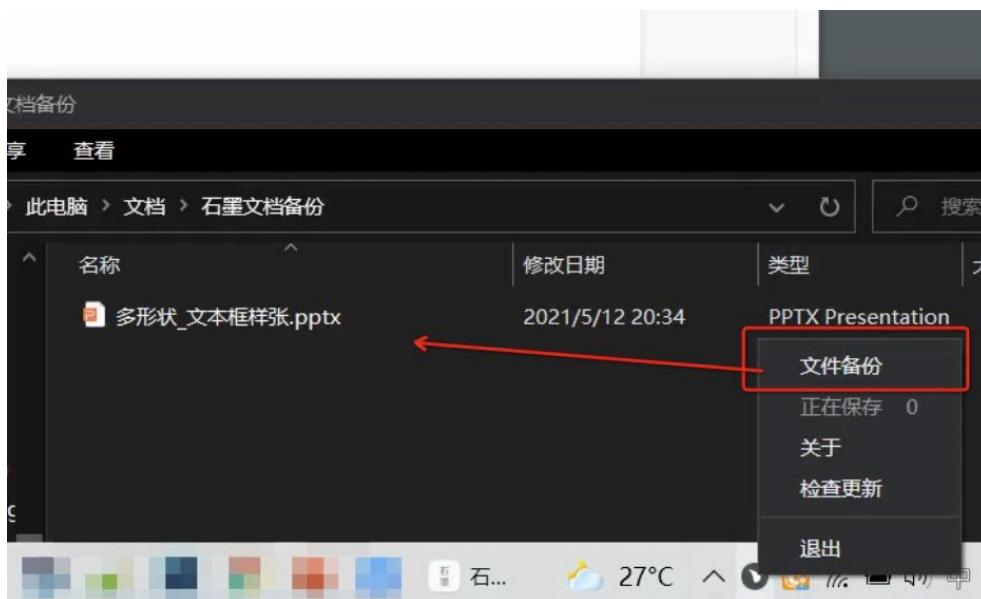 文档备份
享 查看
此电脑 > 文档 > 石墨文档备份 搜索
名称 修改日期 类型
多形状_文本框样张.pptx 2021/5/12 20:34 PPTX Presentation
文件备份
正在保存 0
关于
检查更新
退出
石墨 石... 27°C 中